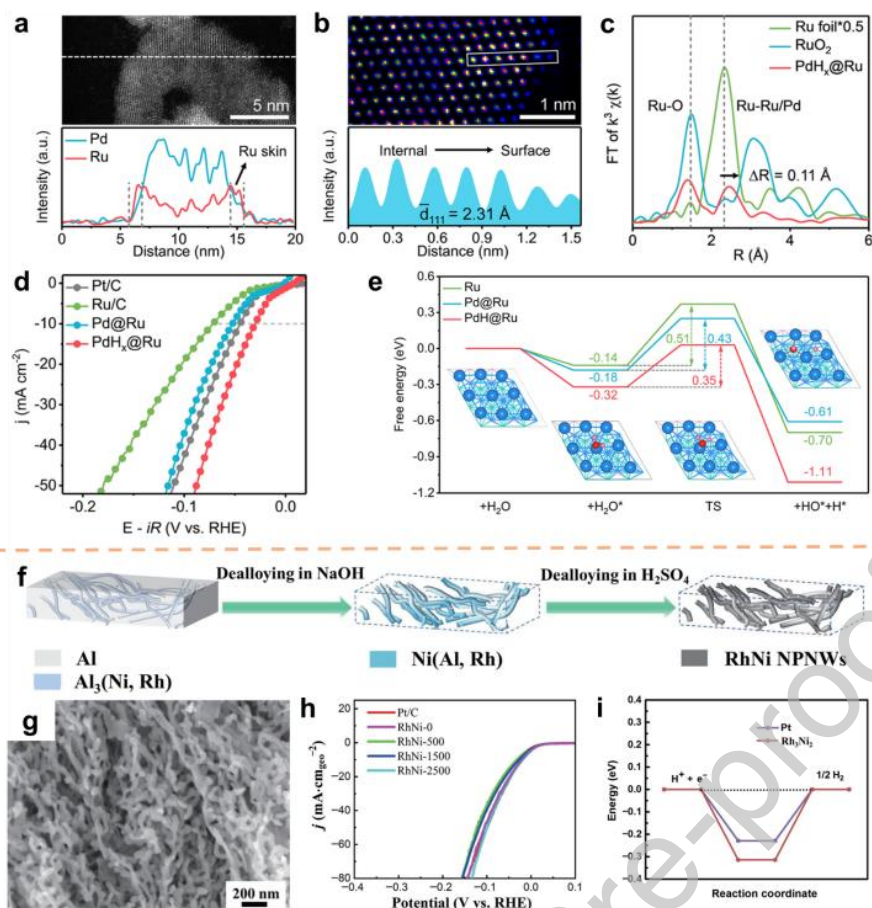 a
5 nm
Intensity (a.u.)
Pd
Ru
Ru skin
0 5 10 15 20
Distance (nm)
b
1 nm
Intensity (a.u.)
Internal → Surface
d̅₁₁₁ = 2.31 Å
0.0 0.3 0.6 0.9 1.2 1.5
Distance (nm)
c
FT of k³ χ(k)
Ru foil*0.5
RuO₂
PdHₓ@Ru
Ru-O
Ru-Ru/Pd
ΔR = 0.11 Å
0 2 4 6
R (Å)
d
j (mA cm⁻²)
0
-10
-20
-30
-40
-50
Pt/C
Ru/C
Pd@Ru
PdHₓ@Ru
-0.2 -0.1 0.0
E - iR (V vs. RHE)
e
Free energy (eV)
0.6
0.3
0.0
-0.3
-0.6
-0.9
-1.2
Ru
Pd@Ru
PdH@Ru
-0.14
-0.18
-0.32
0.51
0.43
0.35
-0.61
-0.70
-1.11
+H₂O +H₂O* TS +HO*+H*
f
Dealloying in NaOH
Dealloying in H₂SO₄
Al
Al₃(Ni, Rh)
Ni(Al, Rh)
RhNi NPNWs
g
200 nm
h
j (mA·cm_geo⁻²)
20
0
-20
-40
-60
-80
Pt/C
RhNi-0
RhNi-500
RhNi-1500
RhNi-2500
-0.4 -0.3 -0.2 -0.1 0.0 0.1
Potential (V vs. RHE)
i
Energy (eV)
0.4
0.3
0.2
0.1
0.0
-0.1
-0.2
-0.3
-0.4
Pt
Rh₃Ni₂
H⁺ + e⁻
1/2 H₂
Reaction coordinate